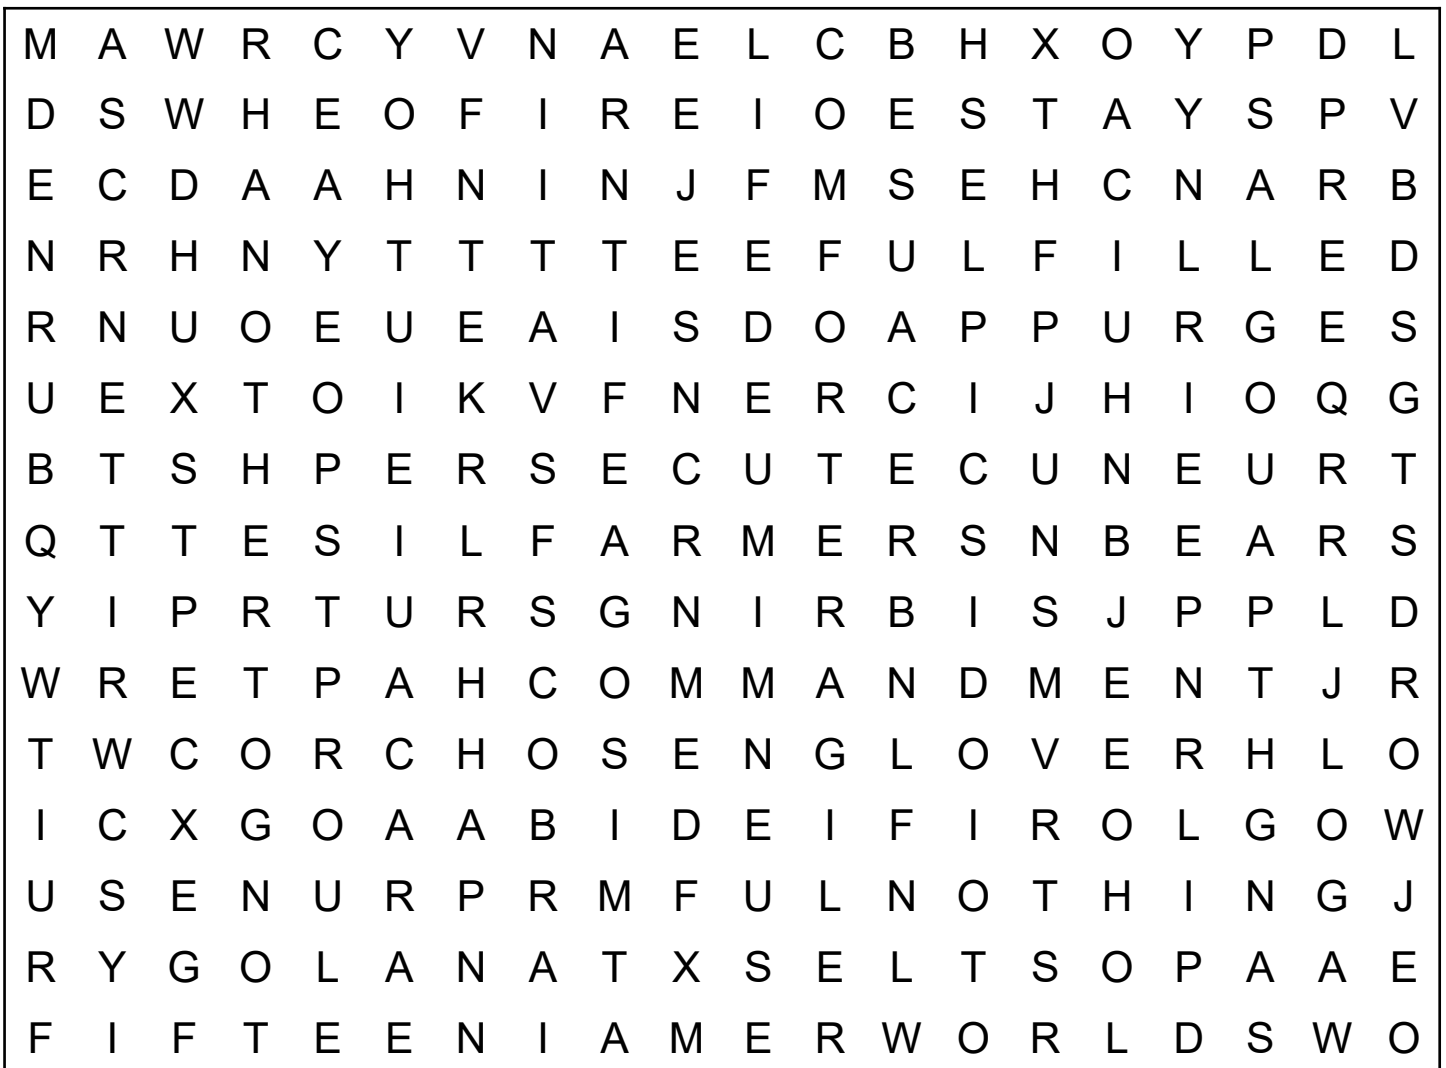 M A W R C Y V N A E L C B H X O Y P D L
D S W H E O F I R E I O E S T A Y S P V
E C D A A H N I N J F M S E H C N A R B
N R H N Y T T T T E E F U L F I L L E D
R N U O E U E A I S D O A P P U R G E S
U E X T O I K V F N E R C I J H I O Q G
B T S H P E R S E C U T E C U N E U R T
Q T T E S I L F A R M E R S N B E A R S
Y I P R T U R S G N I R B I S J P P L D
W R E T P A H C O M M A N D M E N T J R
T W C O R C H O S E N G L O V E R H L O
I C X G O A A B I D E I F I R O L G O W
U S E N U R P R M F U L N O T H I N G J
R Y G O L A N A T X S E L T S O P A A E
F I F T E E N I A M E R W O R L D S W O